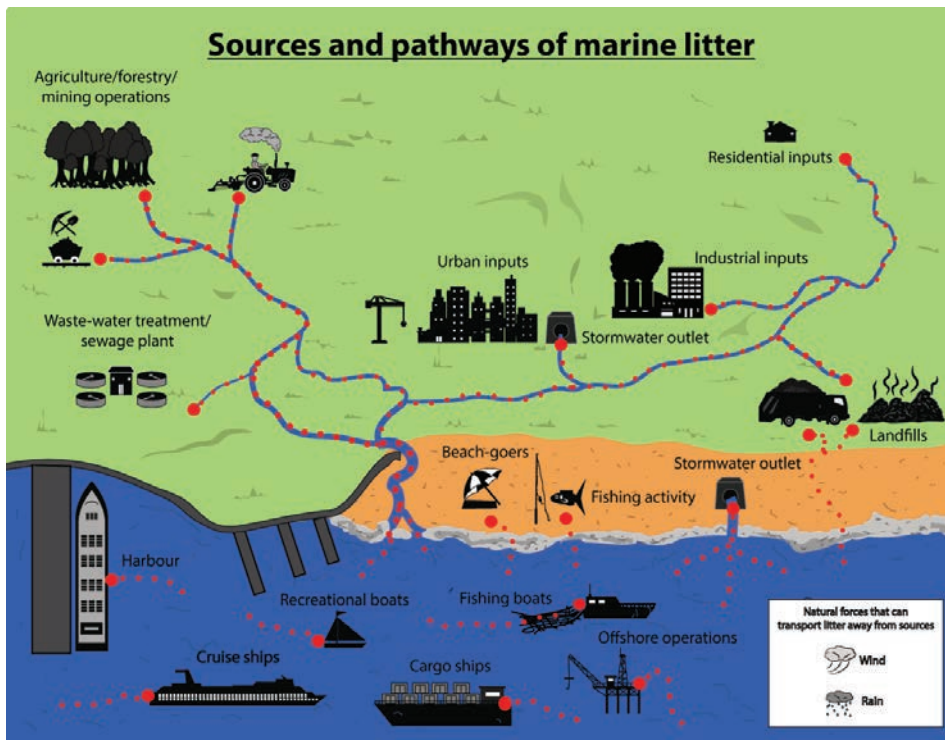 Sources and pathways of marine litter
Agriculture/forestry/
mining operations
Residential inputs
Urban inputs
Industrial inputs
Stormwater outlet
Waste-water treatment/
sewage plant
Landfills
Beach-goers
Stormwater outlet
Fishing activity
Harbour
Recreational boats
Fishing boats
Offshore operations
Cruise ships
Cargo ships
Natural forces that can
transport litter away from sources
Wind
Rain